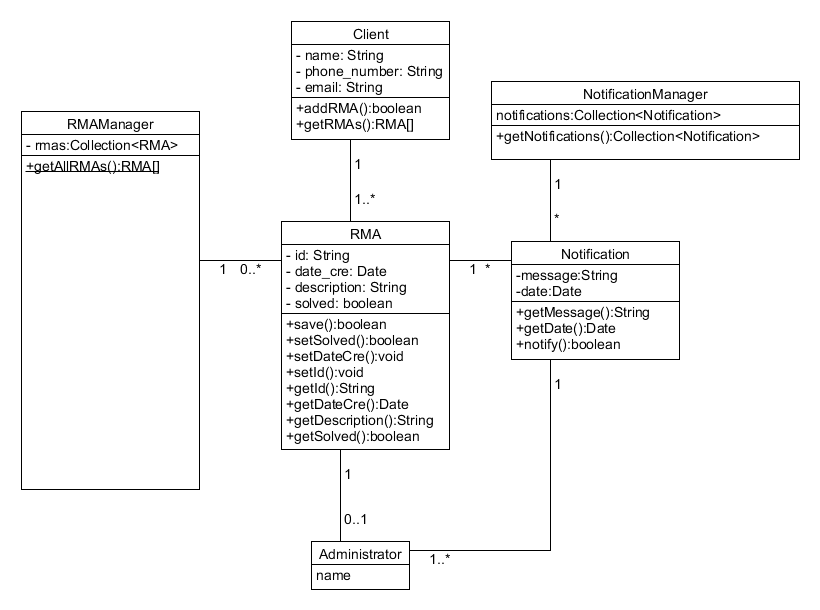 Client
- name: String
- phone_number: String
- email: String
+addRMA():boolean
+getRMAs():RMA[]
NotificationManager
notifications:Collection<Notification>
+getNotifications():Collection<Notification>
RMAManager
- rmas:Collection<RMA>
+getAllRMAs():RMA[]
1
1..*
1
*
RMA
- id: String
- date_cre: Date
- description: String
- solved: boolean
+save():boolean
+setSolved():boolean
+setDateCre():void
+setId():void
+getId():String
+getDateCre():Date
+getDescription():String
+getSolved():boolean
1 0..*
1 *
Notification
-message:String
-date:Date
+getMessage():String
+getDate():Date
+notify():boolean
1
1
0..1
1..*
Administrator
name